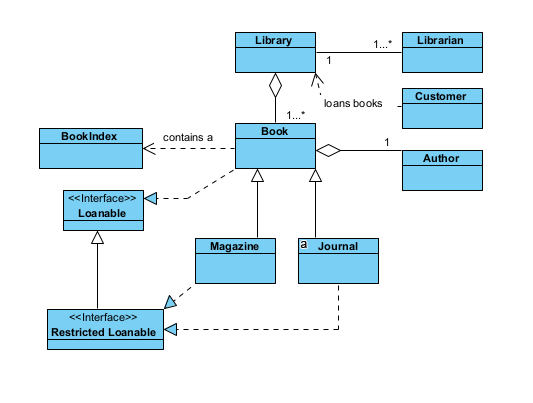 Library
1...*
Librarian
1
Customer
loans books
1...*
Book
BookIndex
contains a
1
Author
<<Interface>>
Loanable
Magazine
a
Journal
<<Interface>>
Restricted Loanable